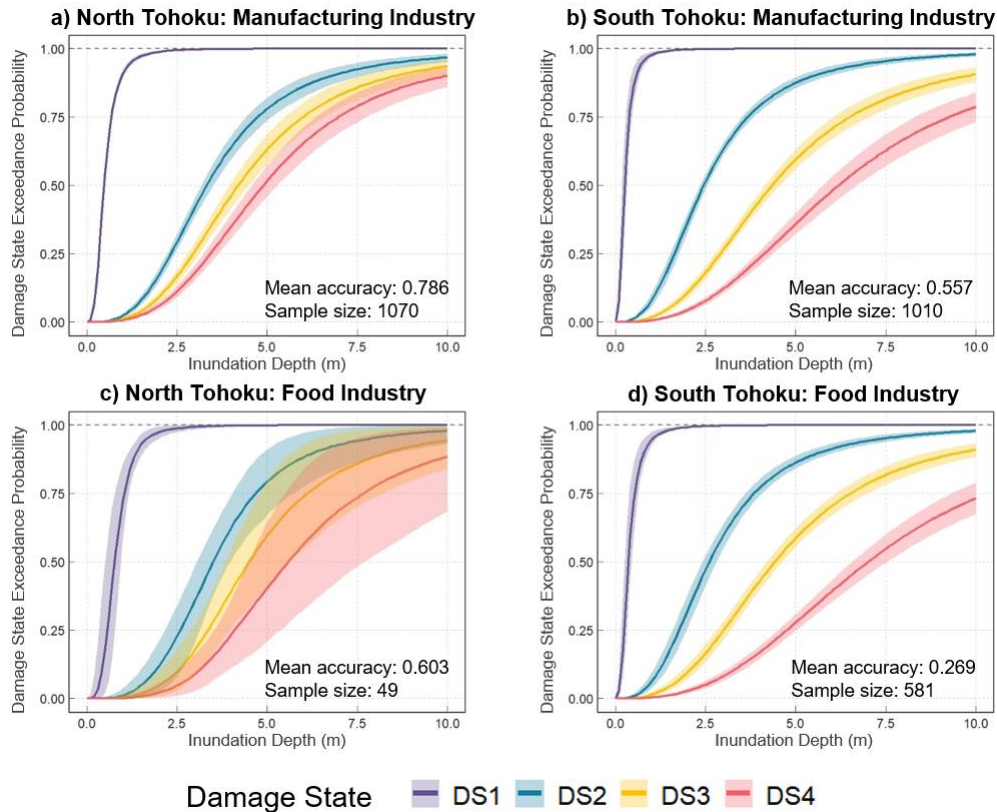 a) North Tohoku: Manufacturing Industry
Damage State Exceedance Probability
1.00
0.75
0.50
0.25
0.00
Mean accuracy: 0.786
Sample size: 1070
0.0 2.5 5.0 7.5 10.0
Inundation Depth (m)
b) South Tohoku: Manufacturing Industry
Damage State Exceedance Probability
1.00
0.75
0.50
0.25
0.00
Mean accuracy: 0.557
Sample size: 1010
0.0 2.5 5.0 7.5 10.0
Inundation Depth (m)
c) North Tohoku: Food Industry
Damage State Exceedance Probability
1.00
0.75
0.50
0.25
0.00
Mean accuracy: 0.603
Sample size: 49
0.0 2.5 5.0 7.5 10.0
Inundation Depth (m)
d) South Tohoku: Food Industry
Damage State Exceedance Probability
1.00
0.75
0.50
0.25
0.00
Mean accuracy: 0.269
Sample size: 581
0.0 2.5 5.0 7.5 10.0
Inundation Depth (m)
Damage State DS1 DS2 DS3 DS4